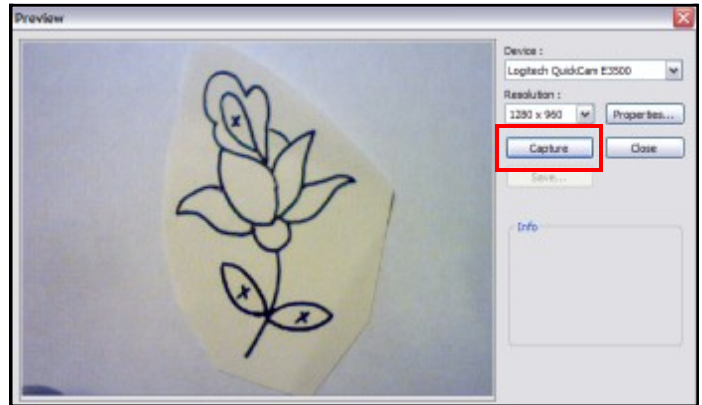 Preview
Device :
Logitech QuickCam E3500
Resolution :
1280 x 960
Properties...
Capture
Close
Save...
Info
x
x
x